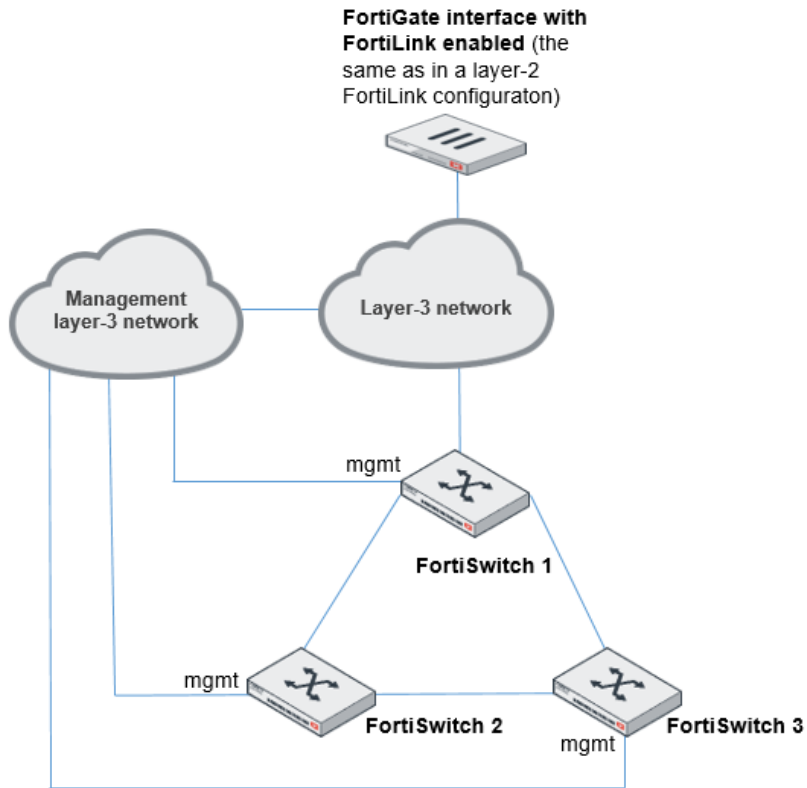 FortiGate interface with
FortiLink enabled (the
same as in a layer-2
FortiLink configuraton)
Management
layer-3 network
Layer-3 network
mgmt
FortiSwitch 1
mgmt
FortiSwitch 2
FortiSwitch 3
mgmt